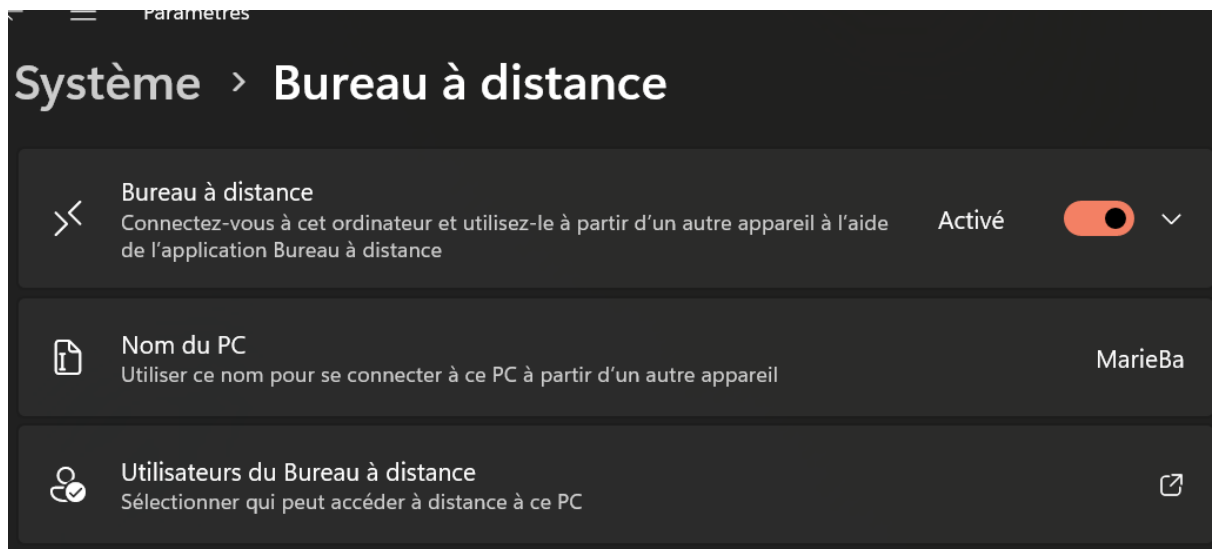 Paramètres
Système > Bureau à distance
Bureau à distance
Connectez-vous à cet ordinateur et utilisez-le à partir d'un autre appareil à l'aide
de l'application Bureau à distance
Activé
Nom du PC
Utiliser ce nom pour se connecter à ce PC à partir d'un autre appareil
MarieBa
Utilisateurs du Bureau à distance
Sélectionner qui peut accéder à distance à ce PC